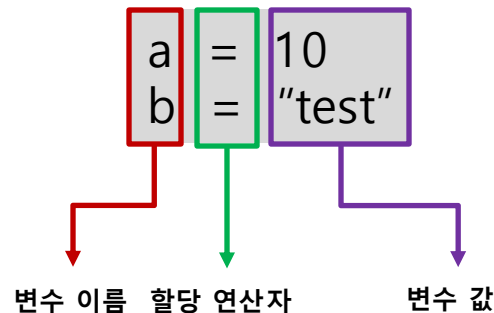 a = 10
b = “test”
변수 이름 할당 연산자 변수 값